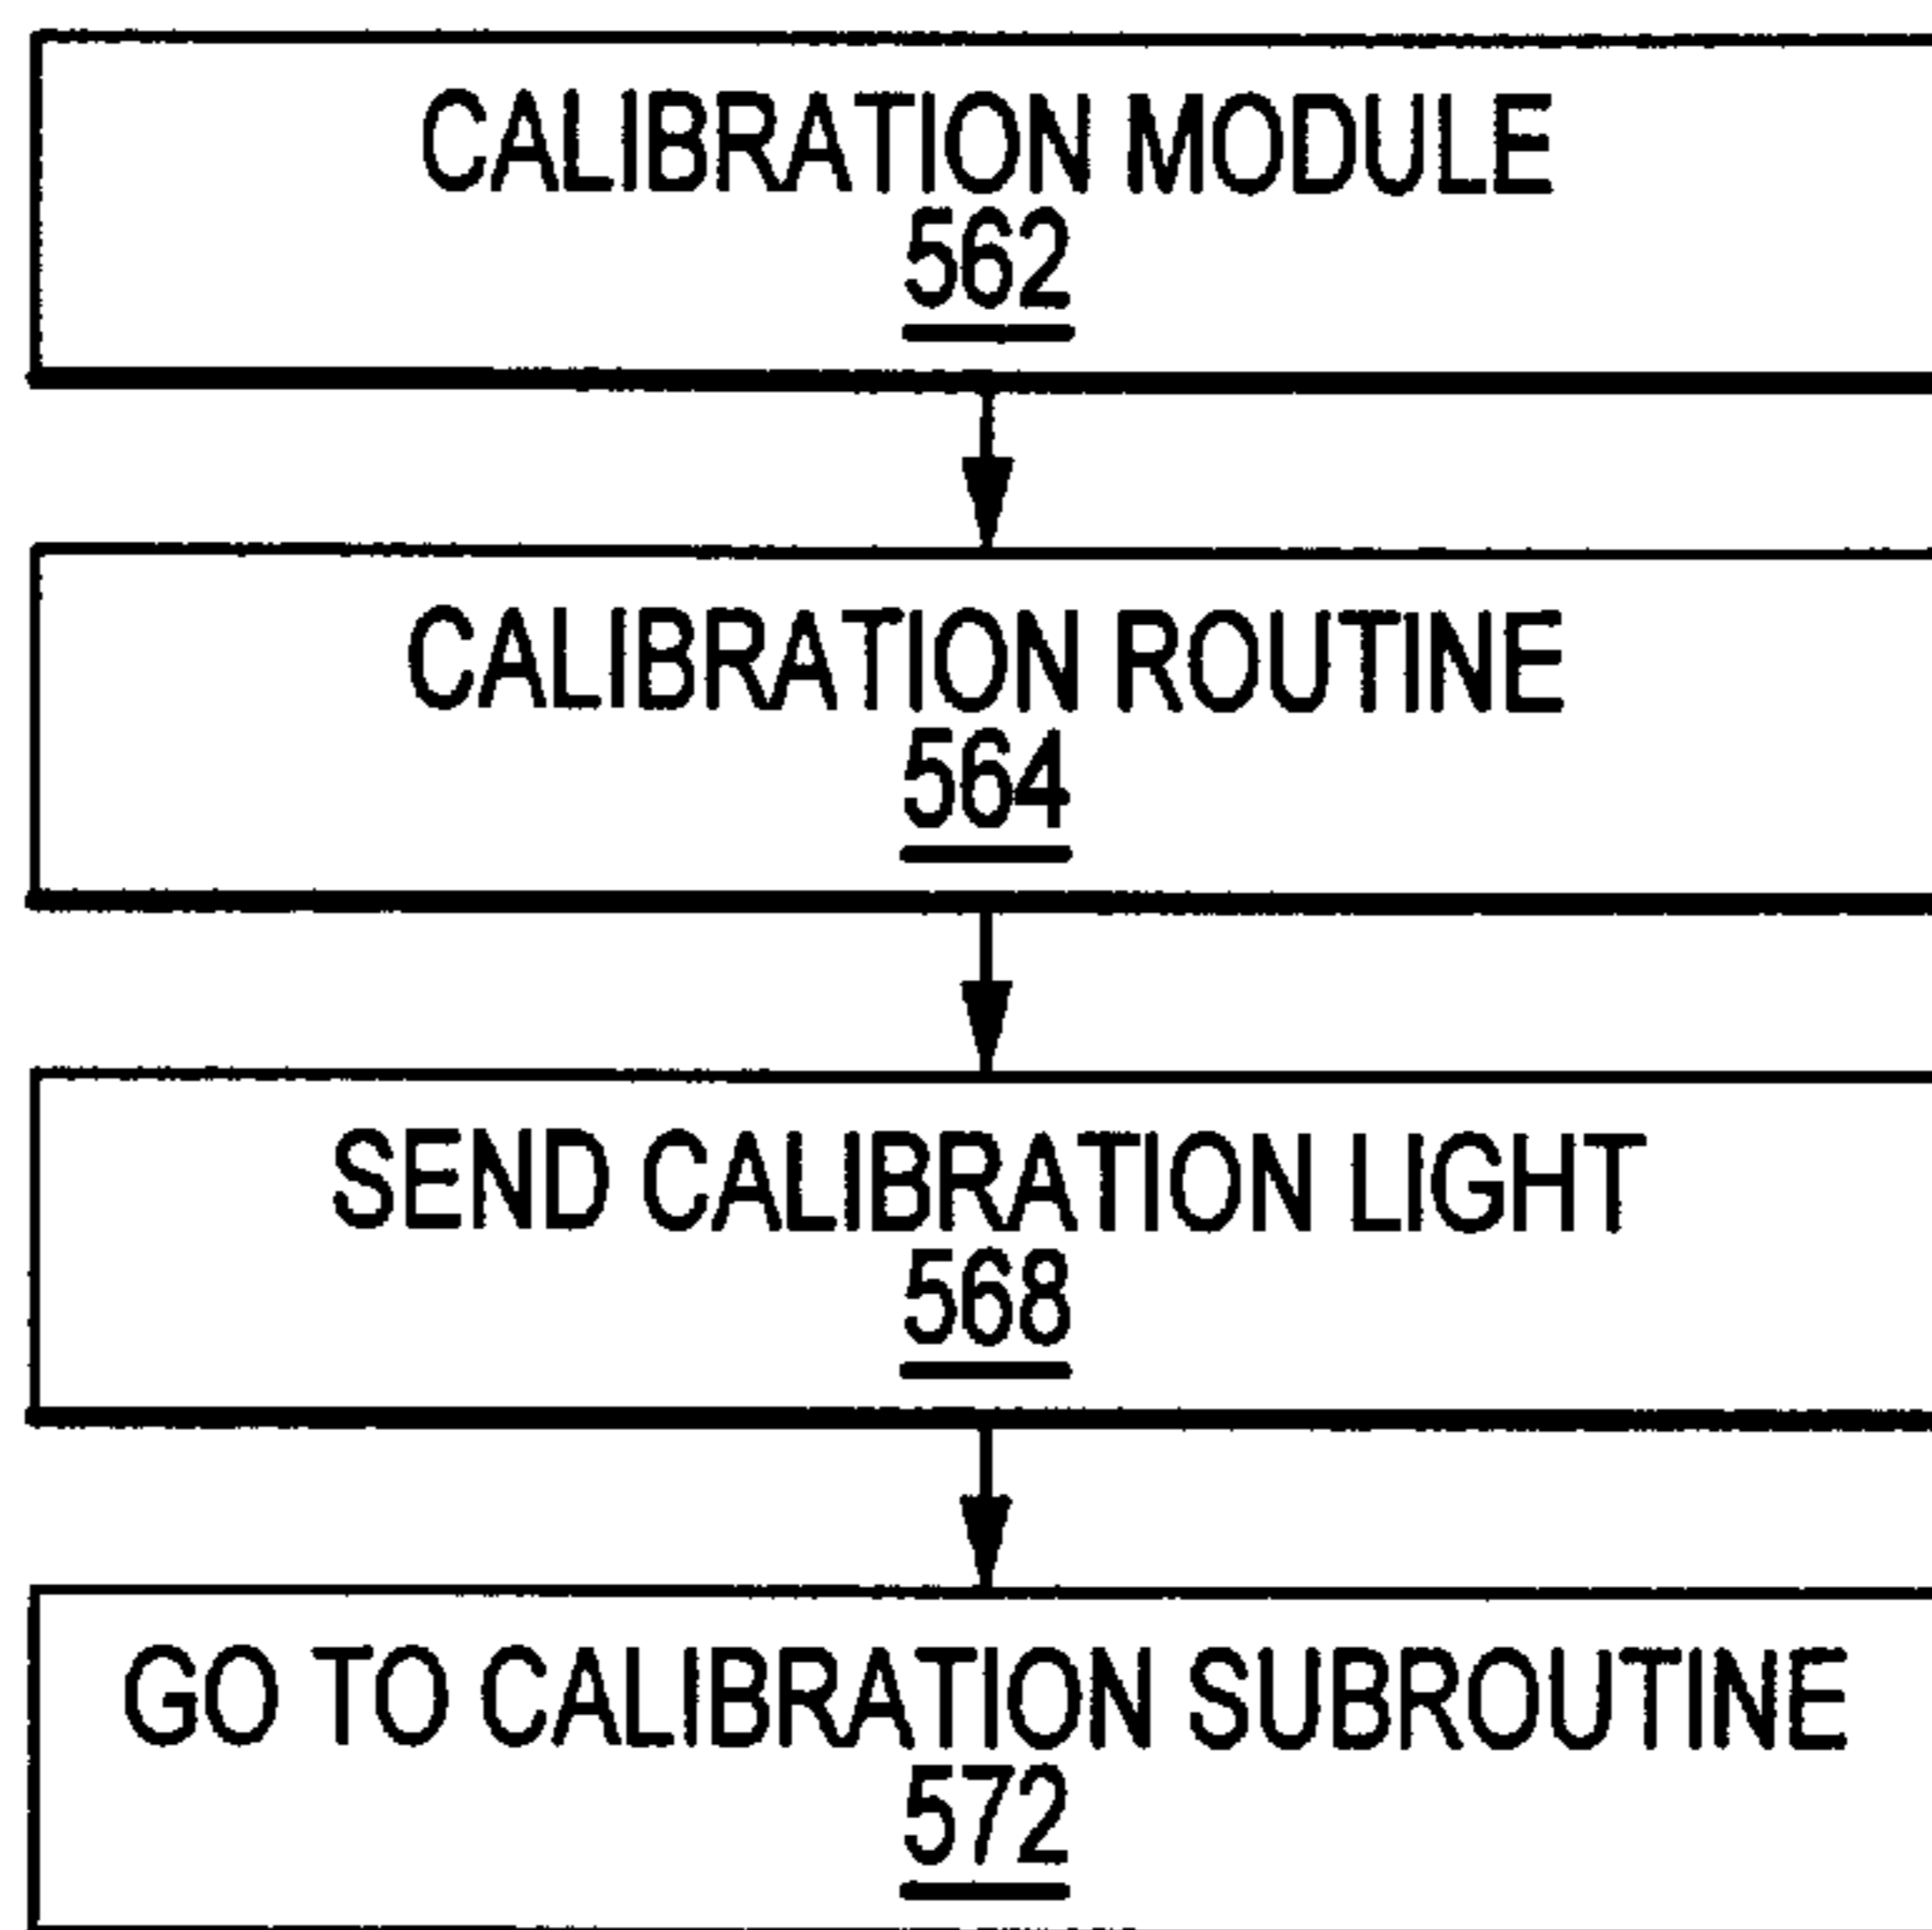 CALIBRATION MODULE
562
CALIBRATION ROUTINE
564
SEND CALIBRATION LIGHT
568
GO TO CALIBRATION SUBROUTINE
572